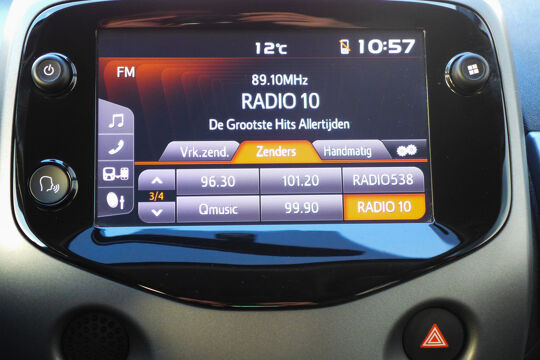 12°C 10:57
FM
89.10MHz
RADIO 10
De Grootste Hits Allertijden
Vrk.zend. Zenders Handmatig
96.30 101.20 RADIO538
3/4
Qmusic 99.90 RADIO 10